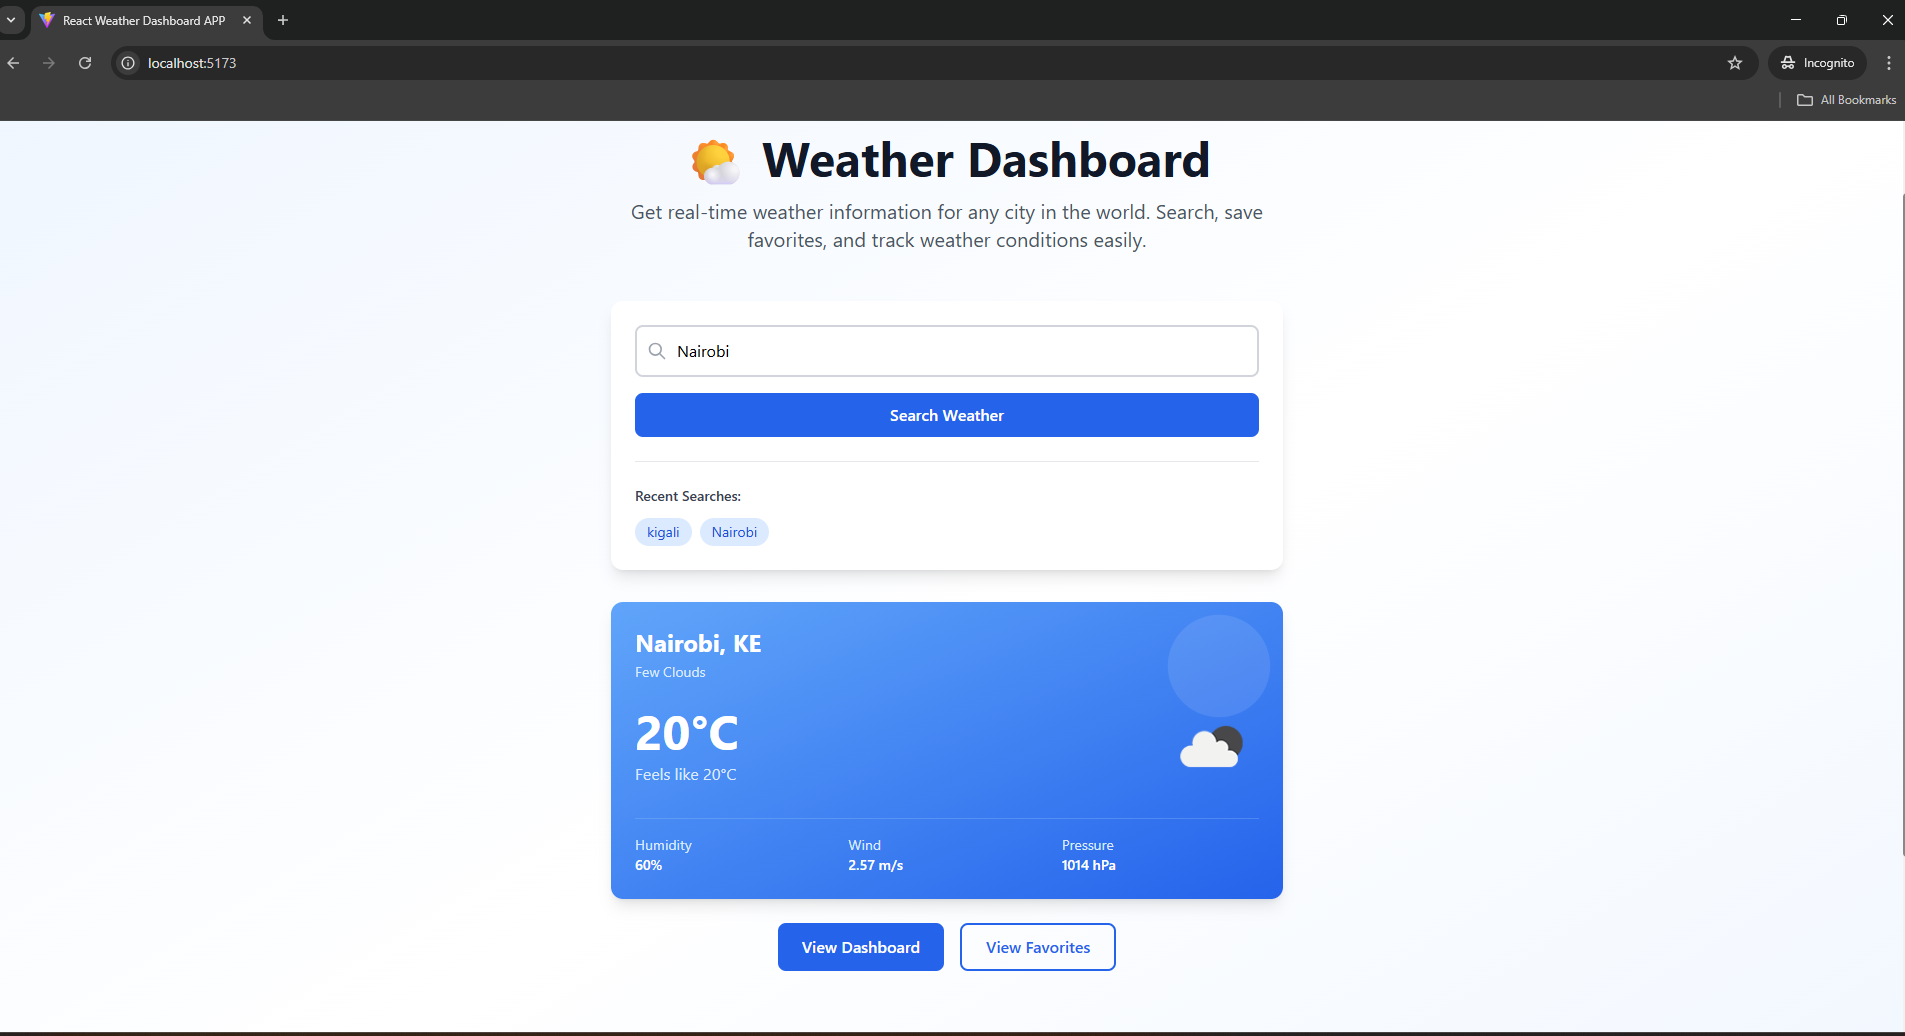 React Weather Dashboard APP
localhost:5173
Incognito
All Bookmarks
Weather Dashboard
Get real-time weather information for any city in the world. Search, save
favorites, and track weather conditions easily.
Nairobi
Search Weather
Recent Searches:
kigali Nairobi
Nairobi, KE
Few Clouds
20°C
Feels like 20°C
Humidity Wind Pressure
60% 2.57 m/s 1014 hPa
View Dashboard View Favorites